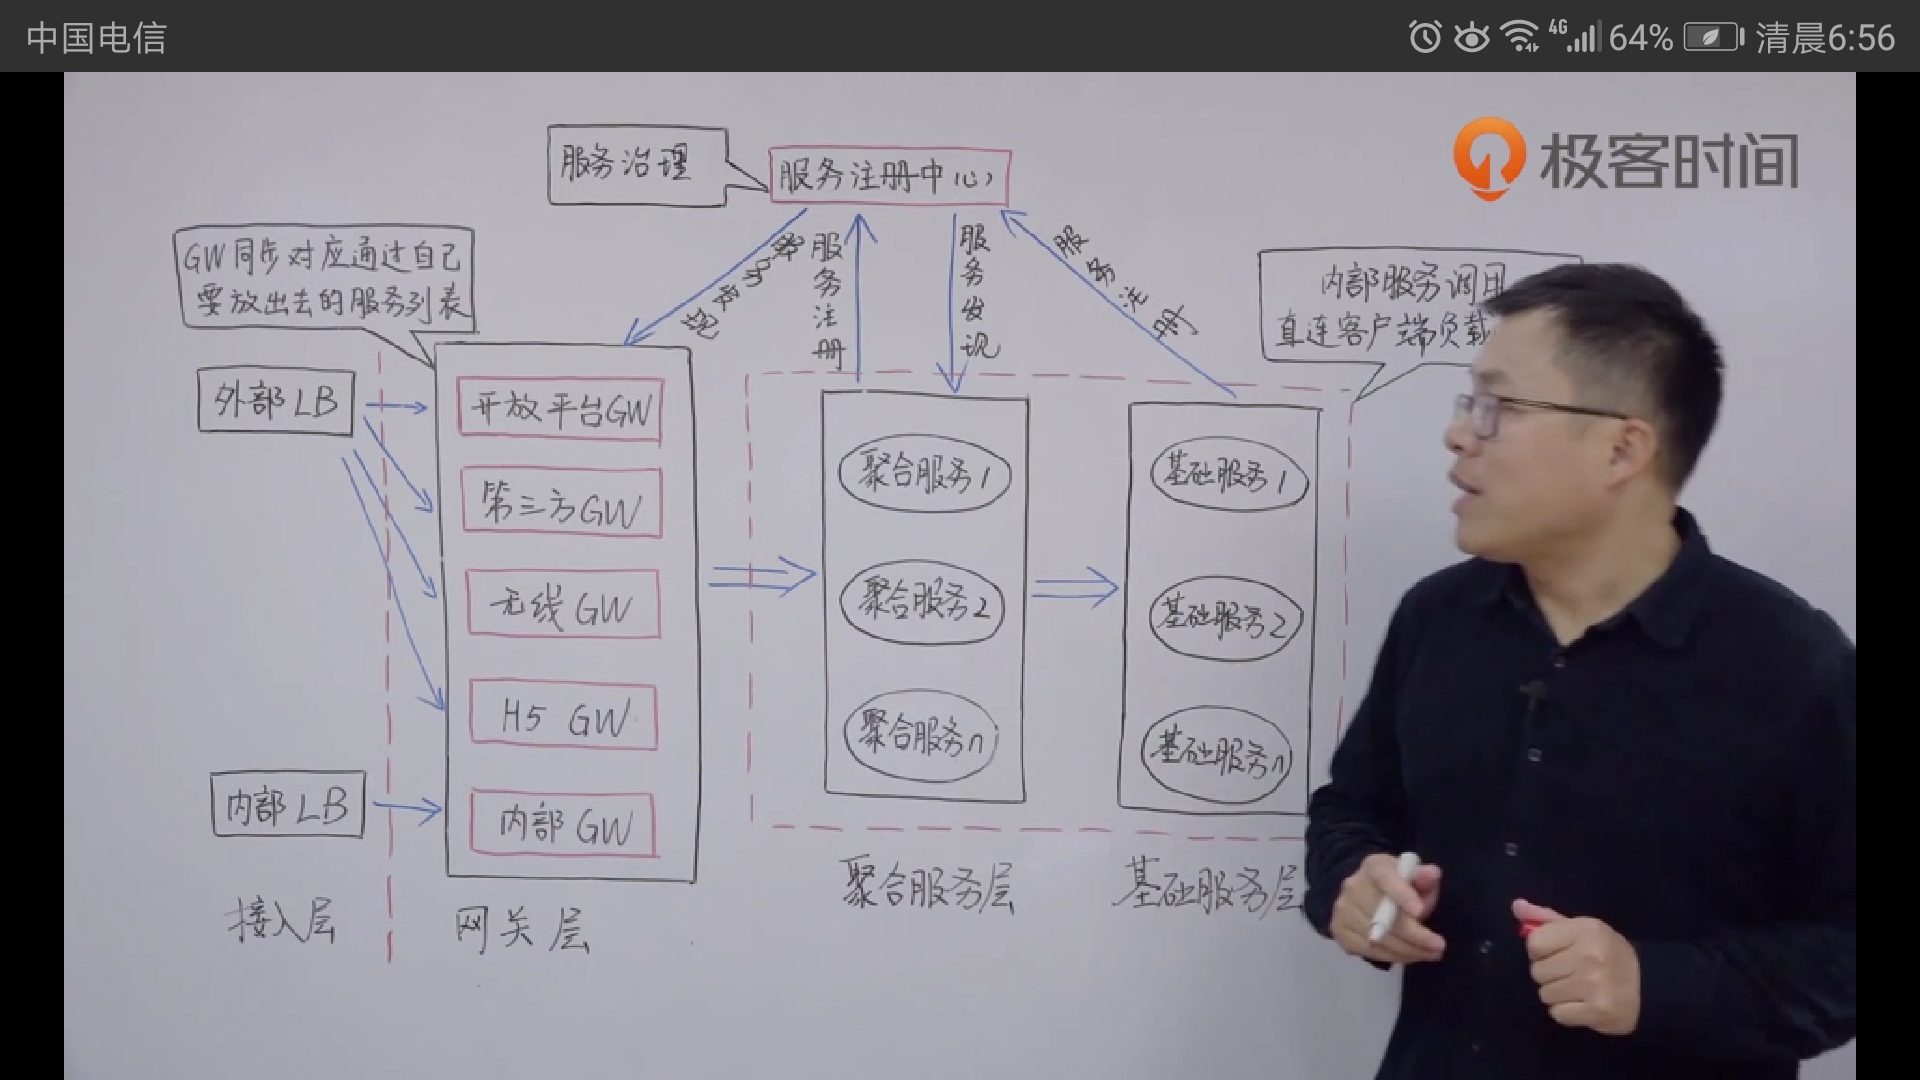 中国电信
4G
64%
清晨6:56
极客时间
服务治理
服务注册中心
GW同步对应通过自己
要放出去的服务列表
服务发现
服务注册
服务发现
服务注册
内部服务调用
直连客户端负载
外部LB
内部LB
接入层
开放平台GW
第三方GW
无线GW
H5 GW
内部GW
网关层
聚合服务1
聚合服务2
聚合服务n
聚合服务层
基础服务1
基础服务2
基础服务n
基础服务层